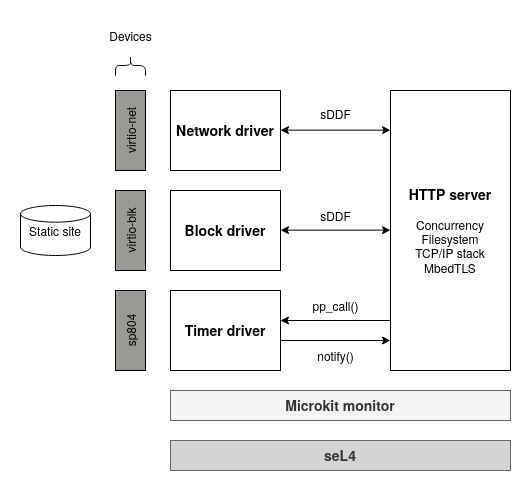 Devices
virtio-net
Network driver
sDDF
HTTP server
Concurrency
Filesystem
TCP/IP stack
MbedTLS
Static site
virtio-blk
Block driver
sDDF
sp804
Timer driver
pp_call()
notify()
Microkit monitor
seL4